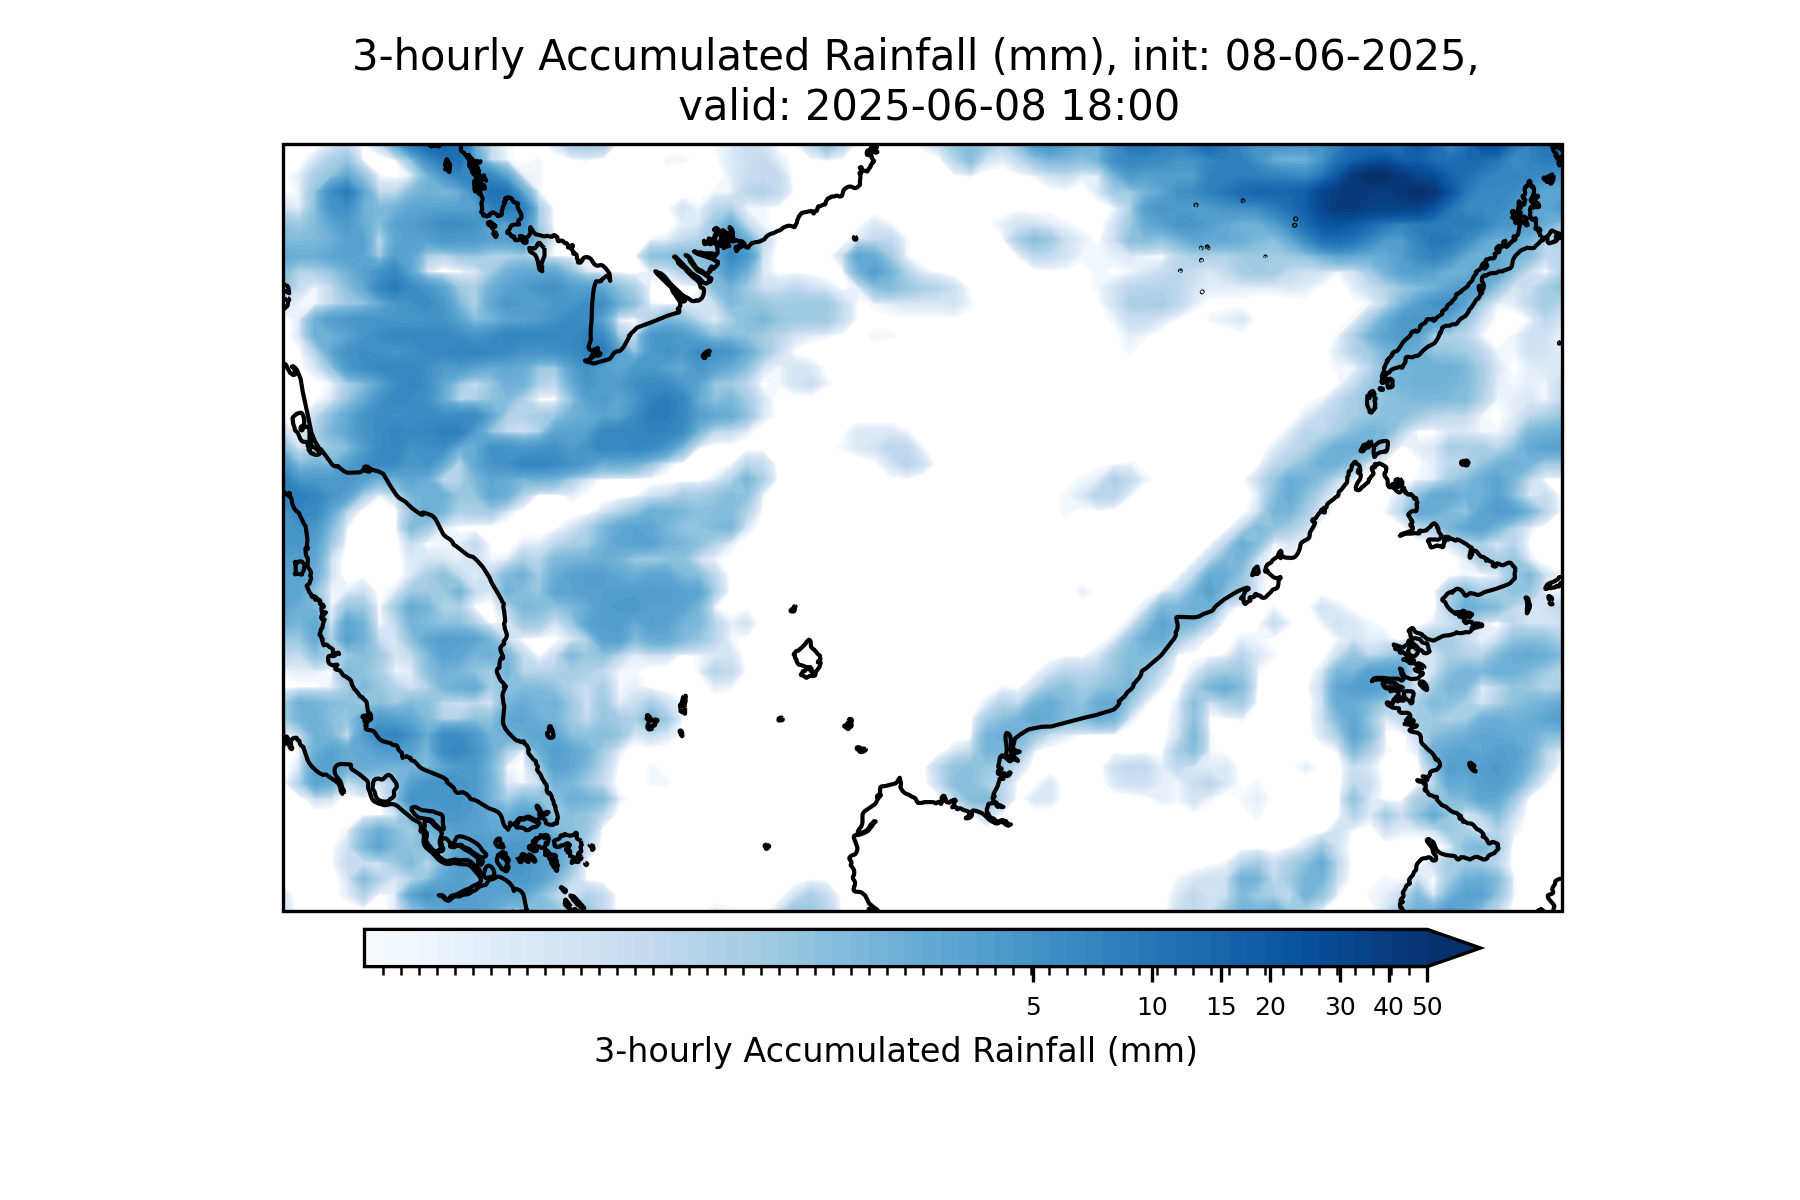 3-hourly Accumulated Rainfall (mm), init: 08-06-2025,
valid: 2025-06-08 18:00
5 10 15 20 30 40 50
3-hourly Accumulated Rainfall (mm)